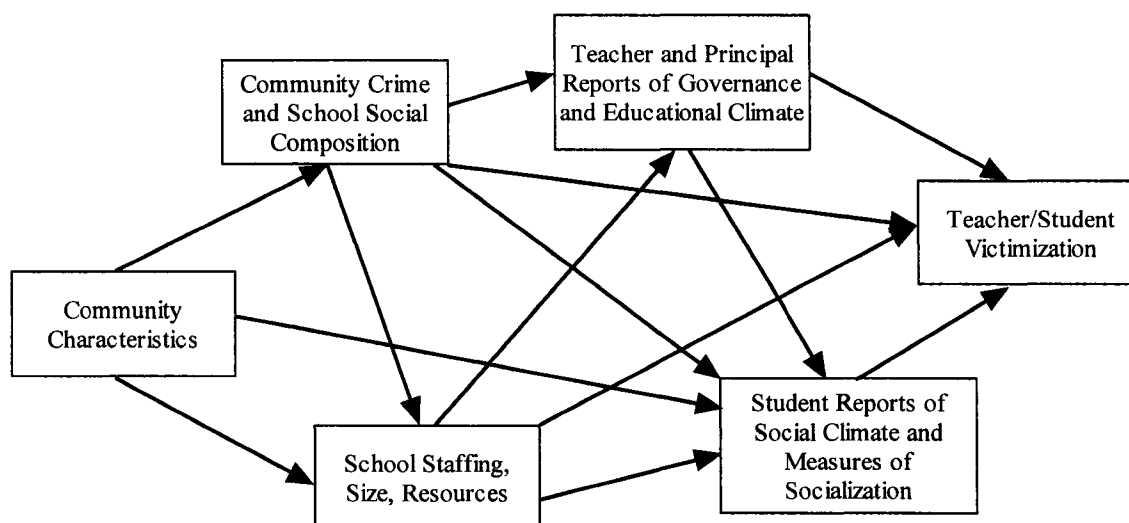 Teacher and Principal
Reports of Governance
and Educational Climate
Community Crime
and School Social
Composition
Teacher/Student
Victimization
Community
Characteristics
School Staffing,
Size, Resources
Student Reports of
Social Climate and
Measures of
Socialization